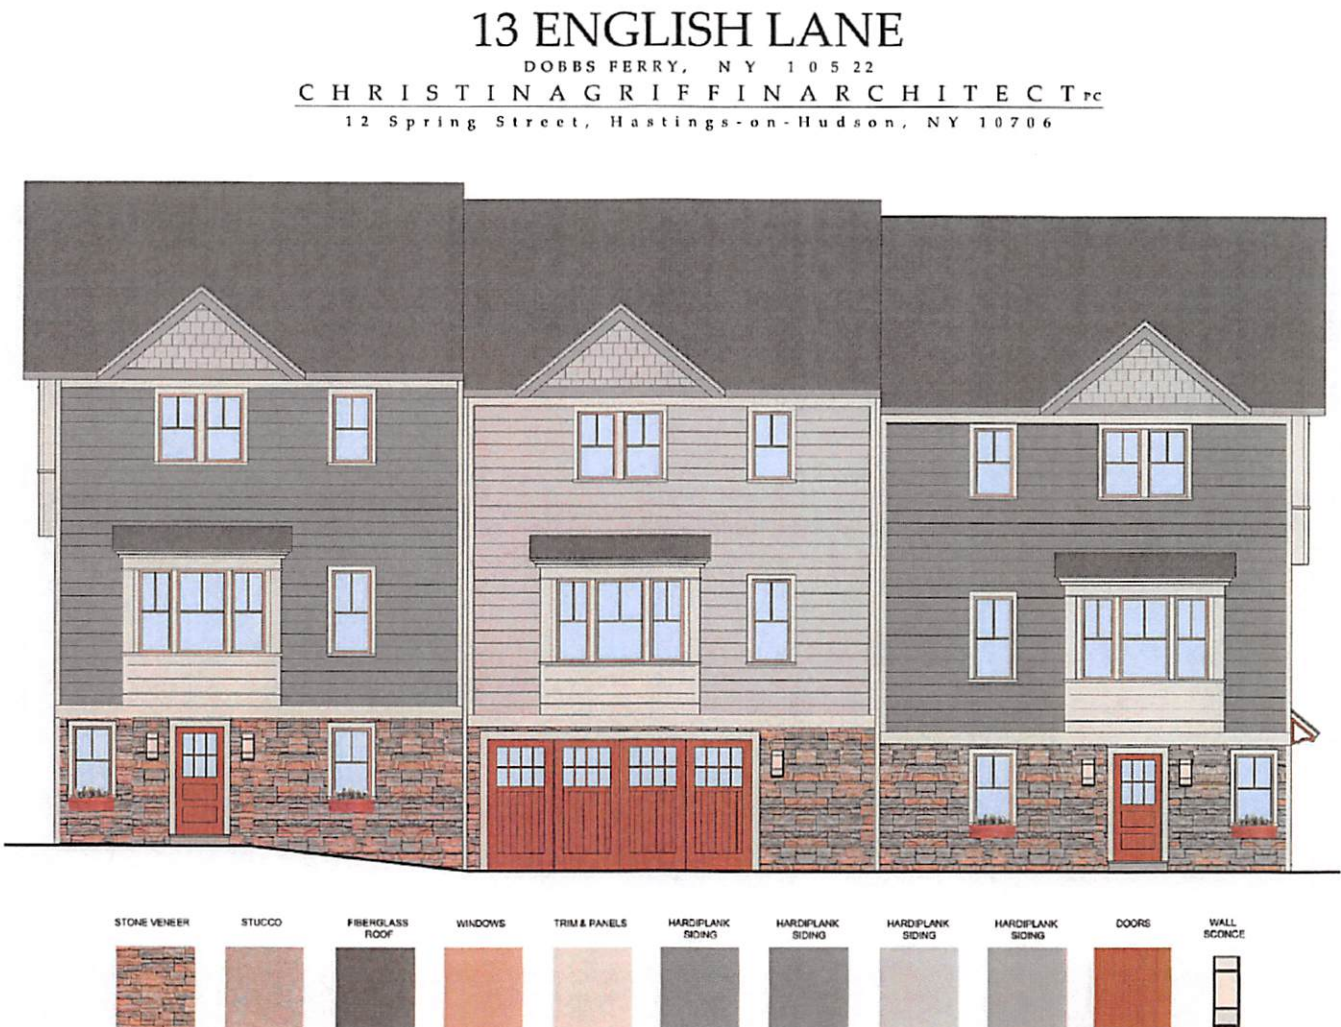 13 ENGLISH LANE
DOBBS FERRY, NY 10522
CHRISTINAGRIFFINARCHITECT PC
12 Spring Street, Hastings-on-Hudson, NY 10706
STONE VENEER
STUCCO
FIBERGLASS
ROOF
WINDOWS
TRIM & PANELS
HARDIPLANK
SIDING
HARDIPLANK
SIDING
HARDIPLANK
SIDING
HARDIPLANK
SIDING
DOORS
WALL
SCONCE